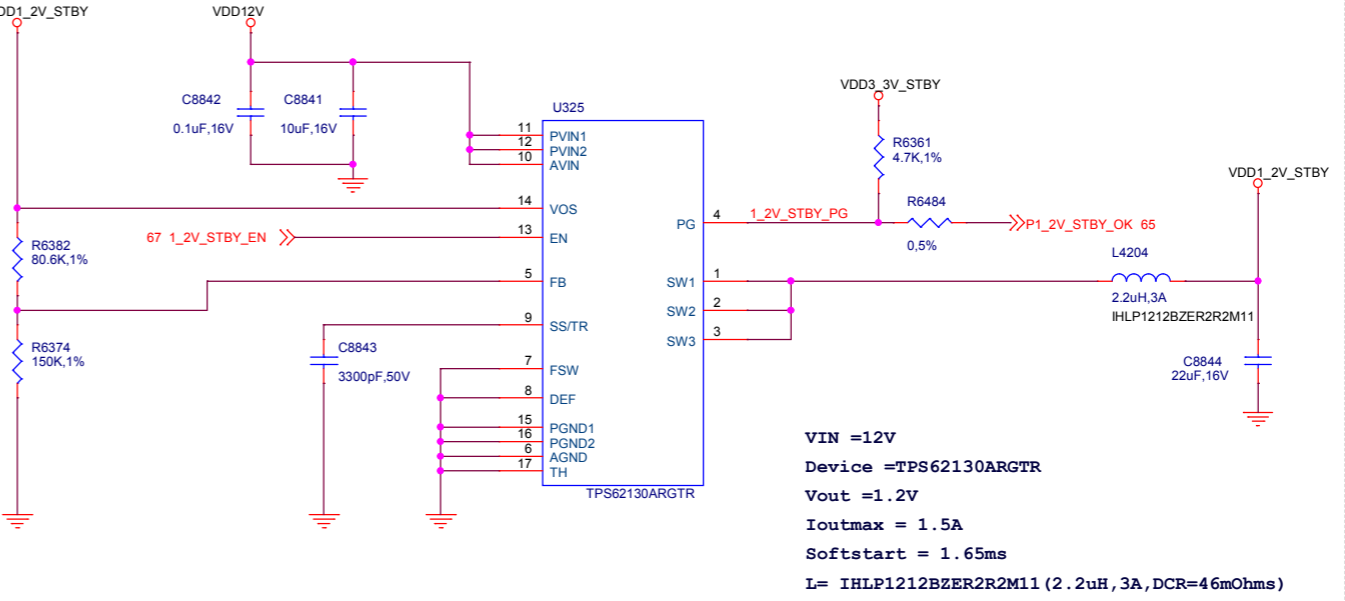 DD1_2V_STBY
VDD12V
C8842
0.1uF,16V
C8841
10uF,16V
U325
11 PVIN1
12 PVIN2
10 AVIN
14 VOS
67 1_2V_STBY_EN
13 EN
R6382
80.6K,1%
5 FB
9 SS/TR
R6374
150K,1%
C8843
3300pF,50V
7 FSW
8 DEF
15 PGND1
16 PGND2
6 AGND
17 TH
TPS62130ARGTR
VDD3_3V_STBY
R6361
4.7K,1%
PG 4
1_2V_STBY_PG
R6484
0,5%
P1_2V_STBY_OK 65
VDD1_2V_STBY
SW1 1
SW2 2
SW3 3
L4204
2.2uH,3A
IHLP1212BZER2R2M11
C8844
22uF,16V
VIN =12V
Device =TPS62130ARGTR
Vout =1.2V
Ioutmax = 1.5A
Softstart = 1.65ms
L= IHLP1212BZER2R2M11(2.2uH,3A,DCR=46mOhms)